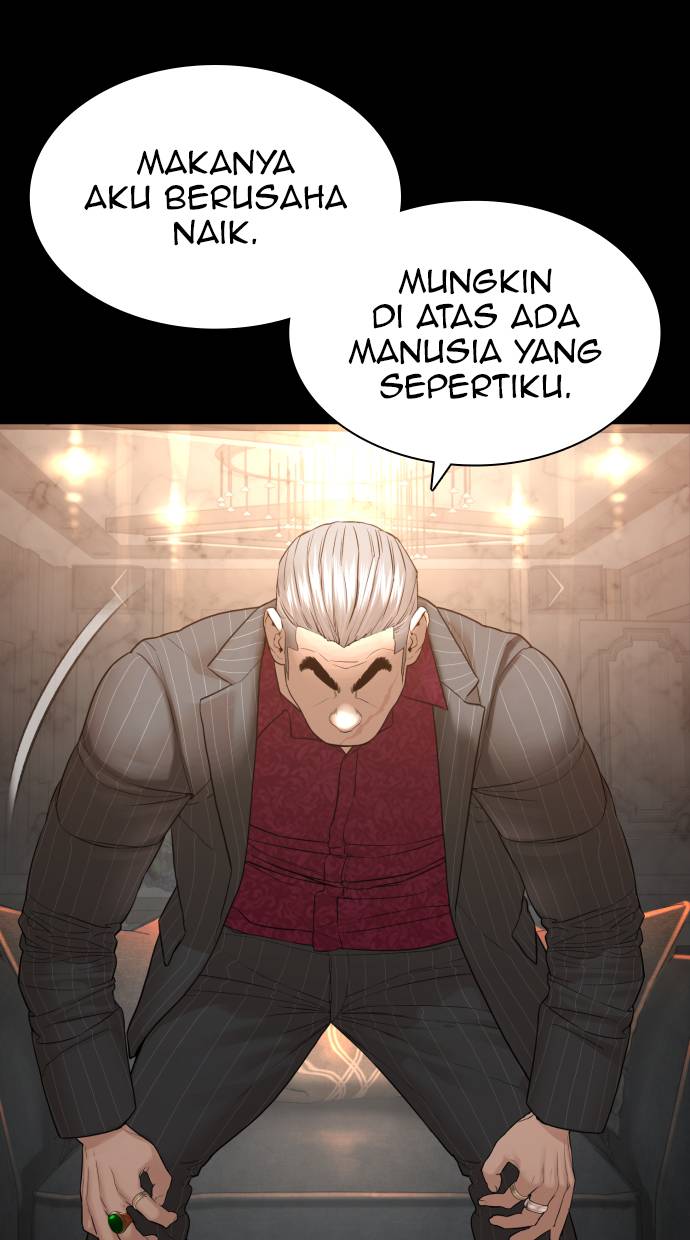 MAKANYA
AKU BERUSAHA
NAIK.
MUNGKIN
DI ATAS ADA
MANUSIA YANG
SEPERTIKU.